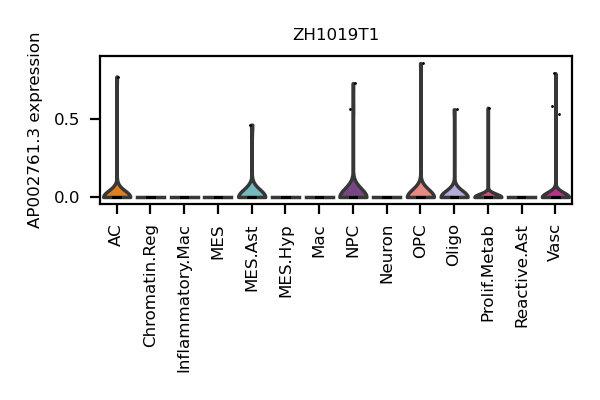 ZH1019T1
AP002761.3 expression
0.5
0.0
AC
Chromatin.Reg
Inflammatory.Mac
MES
MES.Ast
MES.Hyp
Mac
NPC
Neuron
OPC
Oligo
Prolif.Metab
Reactive.Ast
Vasc